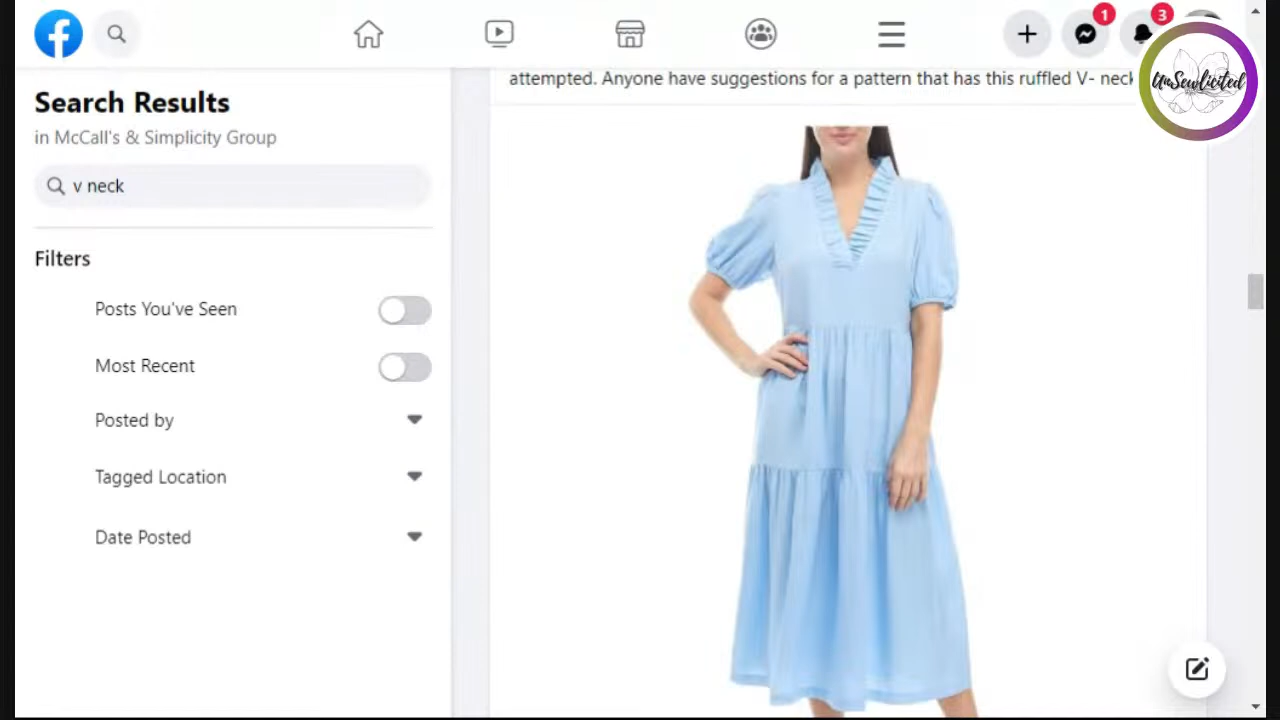 1
3
attempted. Anyone have suggestions for a pattern that has this ruffled V- neck
UnSewlicited
Search Results
in McCall's & Simplicity Group
v neck
Filters
Posts You've Seen
Most Recent
Posted by
Tagged Location
Date Posted